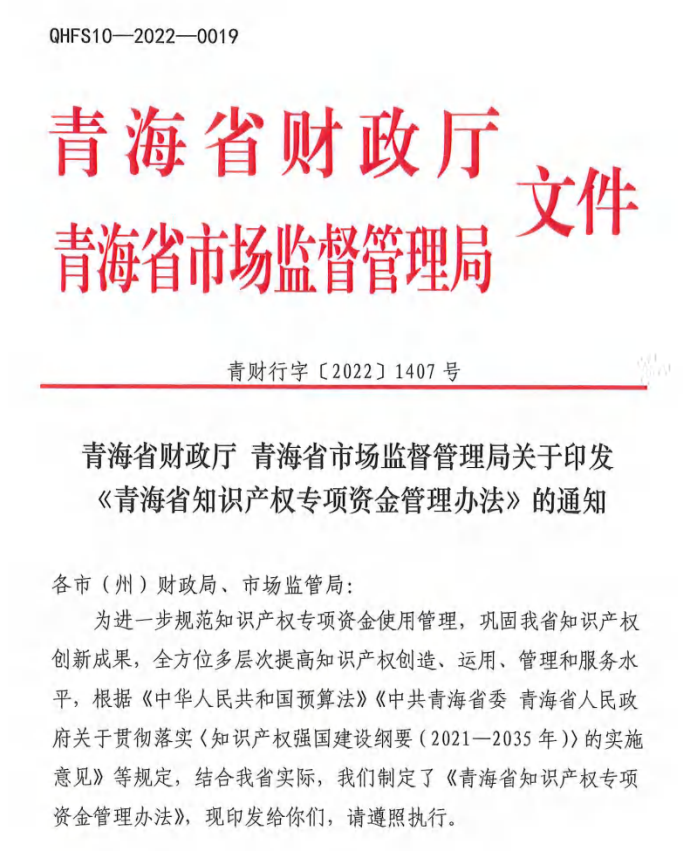 QHFS10—2022—0019
青海省财政厅
文件
青海省市场监督管理局
青财行字〔2022〕1407 号
青海省财政厅 青海省市场监督管理局关于印发
《青海省知识产权专项资金管理办法》的通知
各市（州）财政局、市场监管局：
为进一步规范知识产权专项资金使用管理，巩固我省知识产权
创新成果，全方位多层次提高知识产权创造、运用、管理和服务水
平，根据《中华人民共和国预算法》《中共青海省委 青海省人民政
府关于贯彻落实〈知识产权强国建设纲要（2021—2035 年）〉的实施
意见》等规定，结合我省实际，我们制定了《青海省知识产权专项
资金管理办法》，现印发给你们，请遵照执行。